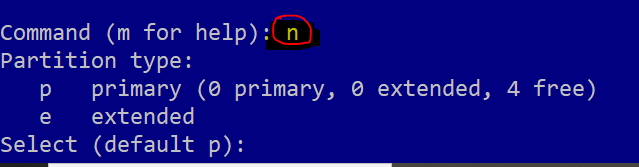 Command (m for help): n
Partition type:
   p   primary (0 primary, 0 extended, 4 free)
   e   extended
Select (default p):